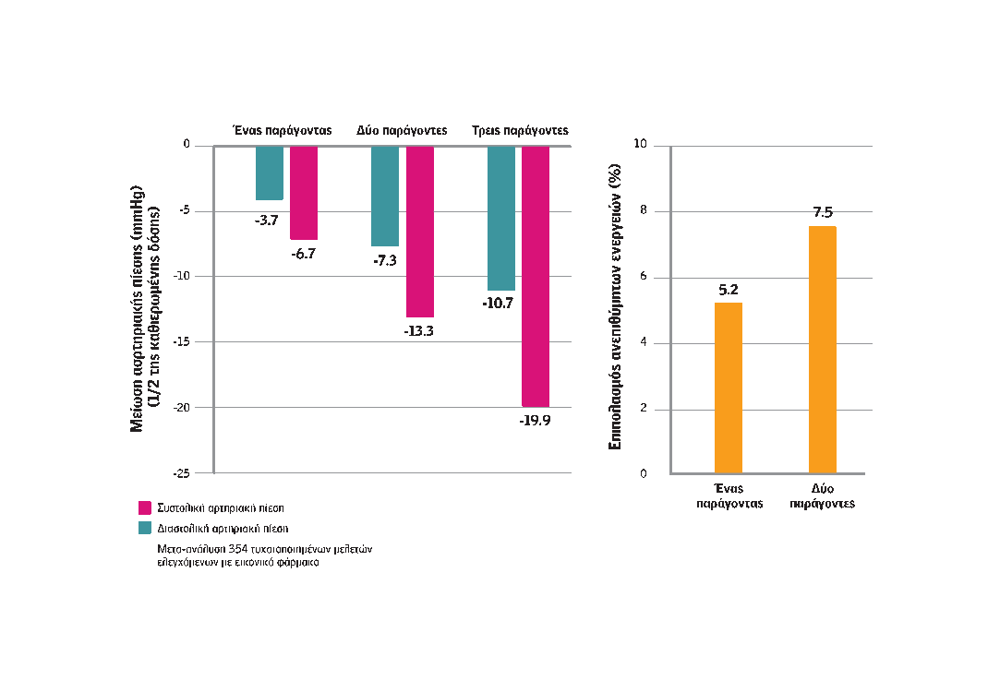 Ένας παράγοντας
Δύο παράγοντες
Τρεις παράγοντες
0
-5
-10
-15
-20
-25
Μείωση αρρτηριακής πίεσης (mmHg)
(1/2 της καθιερωμένης δόσης)
-3.7
-6.7
-7.3
-13.3
-10.7
-19.9
Συστολική αρτηριακή πίεση
Διαστολική αρτηριακή πίεση
Μετα-ανάλυση 354 τυχαιοποιημένων μελετών
ελεγχόμενων με εικονικό φάρμακο
Επιπολασμός ανεπιθύμητων ενεργειών (%)
10
8
6
4
2
0
5.2
7.5
Ένας
παράγοντας
Δύο
παράγοντες